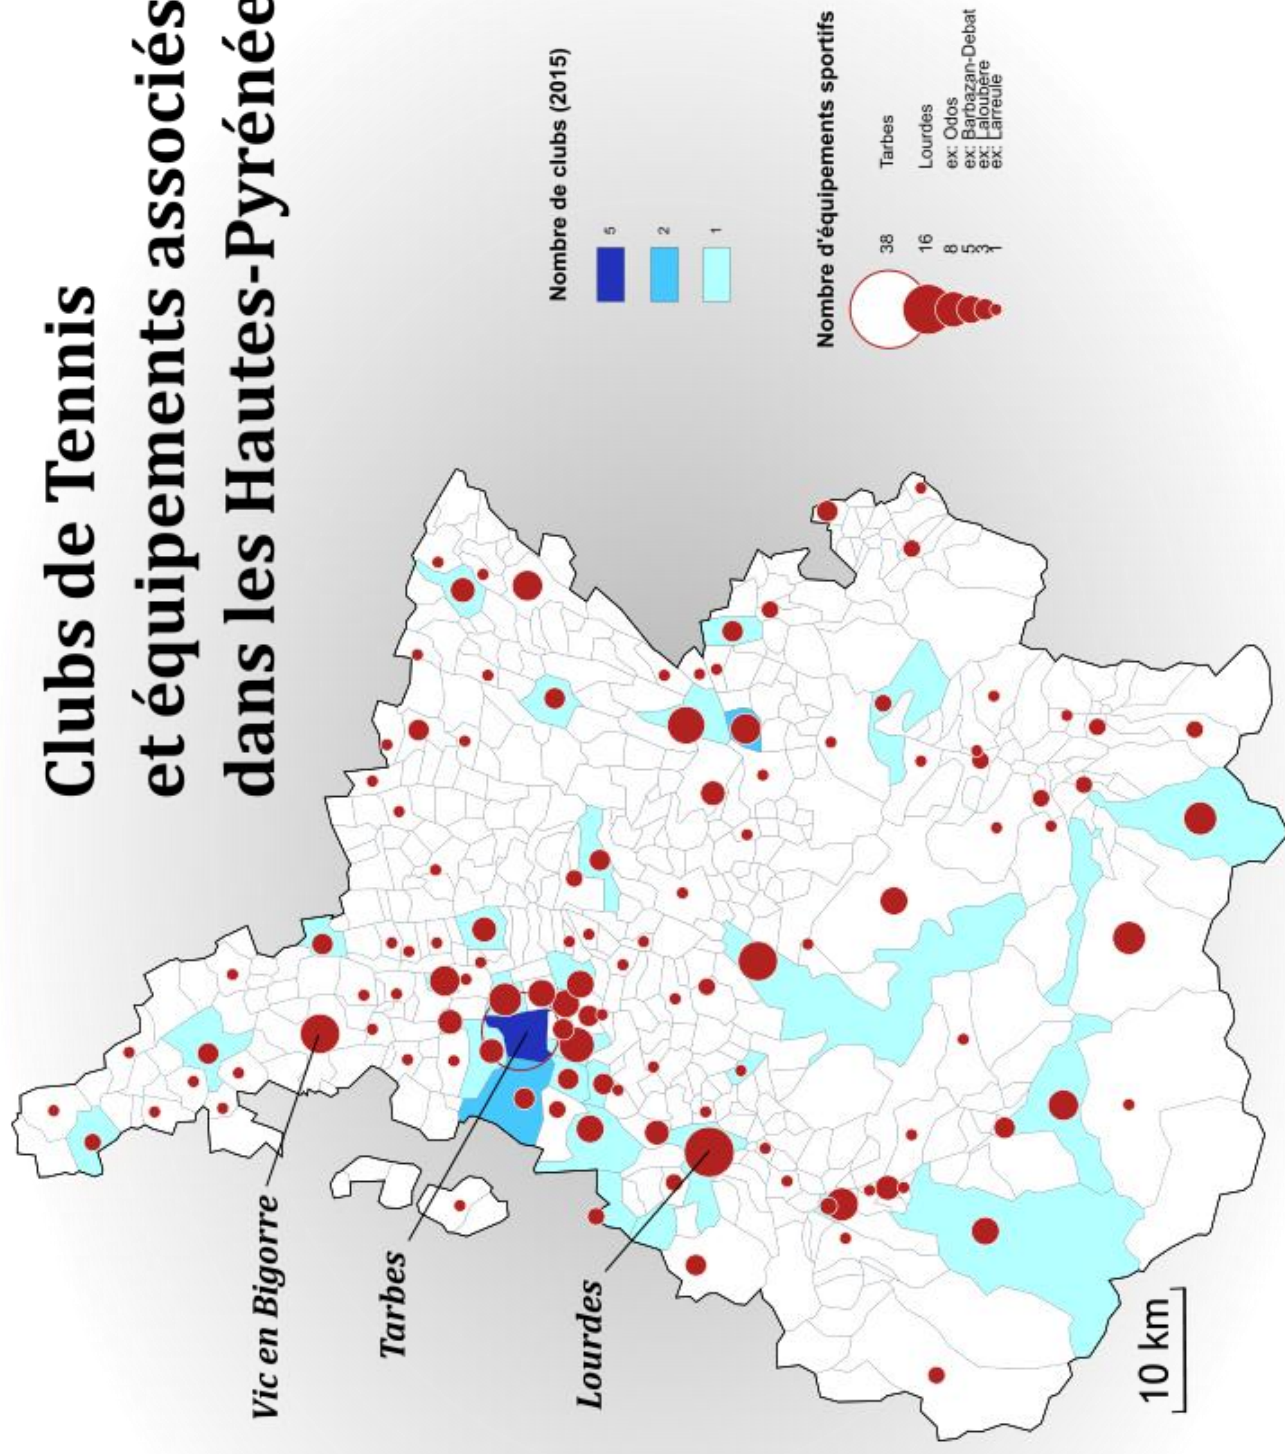 Clubs de Tennis
et équipements associés
dans les Hautes-Pyrénée
Nombre de clubs (2015)
5
2
1
Nombre d'équipements sportifs
38 Tarbes
16 Lourdes
8 ex: Odos
5 ex: Barbazan-Debat
3 ex: Laloubère
1 ex: Larreule
Vic en Bigorre
Tarbes
Lourdes
10 km